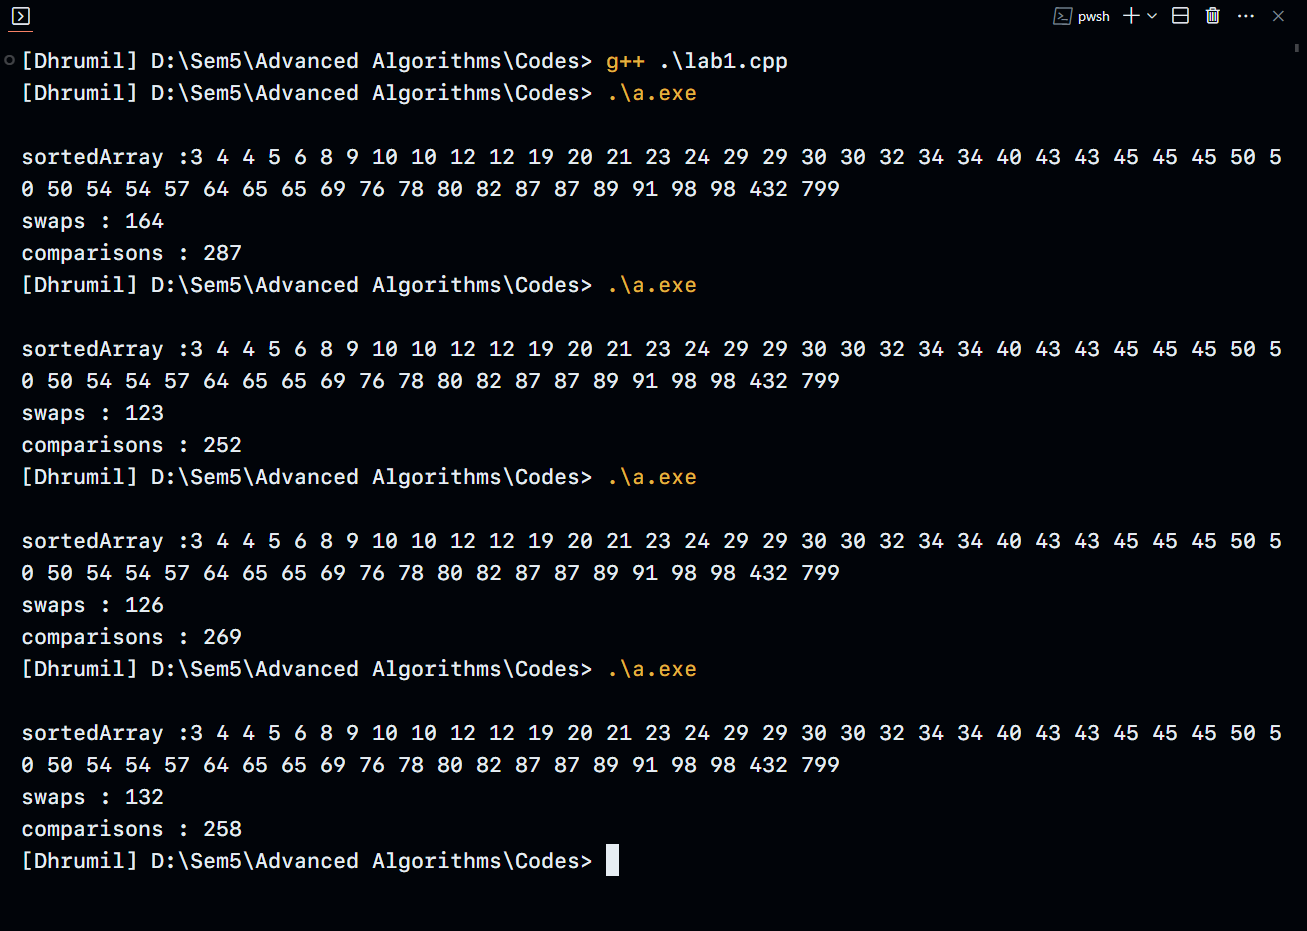 pwsh
[Dhrumil] D:\Sem5\Advanced Algorithms\Codes> g++ .\lab1.cpp
[Dhrumil] D:\Sem5\Advanced Algorithms\Codes> .\a.exe
sortedArray :3 4 4 5 6 8 9 10 10 12 12 19 20 21 23 24 29 29 30 30 32 34 34 40 43 43 45 45 45 50 5
0 50 54 54 57 64 65 65 69 76 78 80 82 87 87 89 91 98 98 432 799
swaps : 164
comparisons : 287
[Dhrumil] D:\Sem5\Advanced Algorithms\Codes> .\a.exe
sortedArray :3 4 4 5 6 8 9 10 10 12 12 19 20 21 23 24 29 29 30 30 32 34 34 40 43 43 45 45 45 50 5
0 50 54 54 57 64 65 65 69 76 78 80 82 87 87 89 91 98 98 432 799
swaps : 123
comparisons : 252
[Dhrumil] D:\Sem5\Advanced Algorithms\Codes> .\a.exe
sortedArray :3 4 4 5 6 8 9 10 10 12 12 19 20 21 23 24 29 29 30 30 32 34 34 40 43 43 45 45 45 50 5
0 50 54 54 57 64 65 65 69 76 78 80 82 87 87 89 91 98 98 432 799
swaps : 126
comparisons : 269
[Dhrumil] D:\Sem5\Advanced Algorithms\Codes> .\a.exe
sortedArray :3 4 4 5 6 8 9 10 10 12 12 19 20 21 23 24 29 29 30 30 32 34 34 40 43 43 45 45 45 50 5
0 50 54 54 57 64 65 65 69 76 78 80 82 87 87 89 91 98 98 432 799
swaps : 132
comparisons : 258
[Dhrumil] D:\Sem5\Advanced Algorithms\Codes>